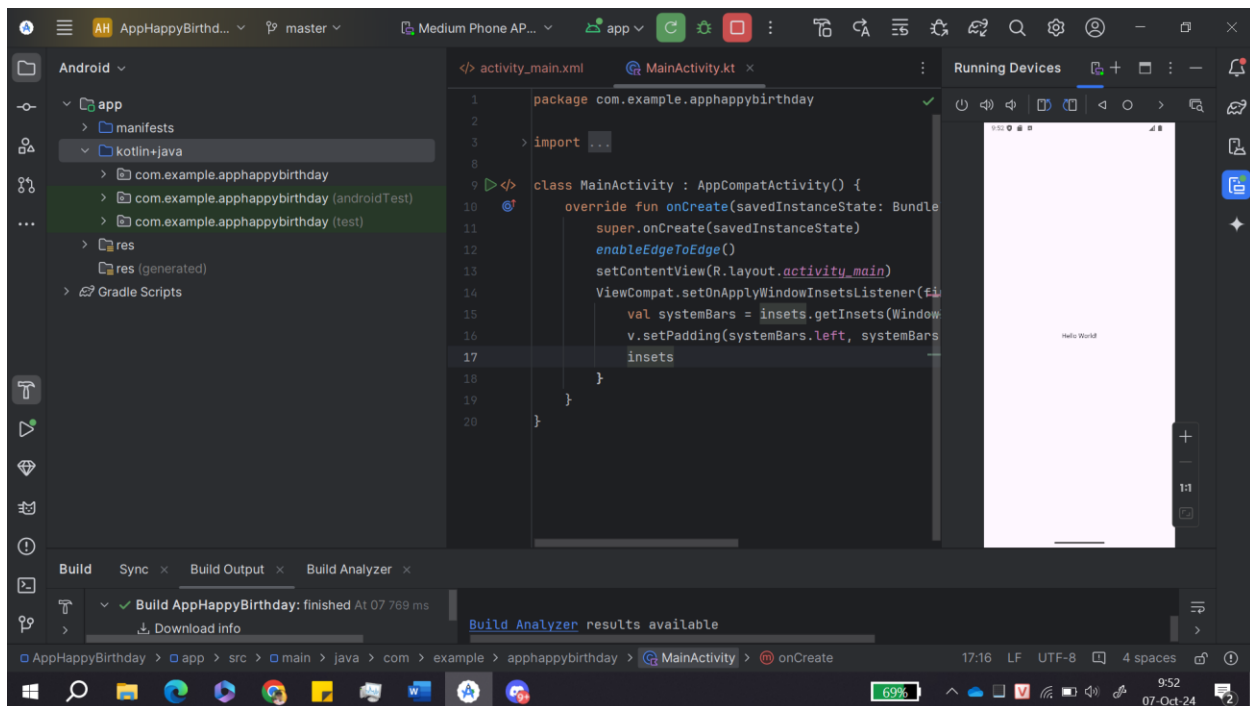 AH AppHappyBirthd... master Medium Phone AP... app
Android
app
manifests
kotlin+java
com.example.apphappybirthday
com.example.apphappybirthday (androidTest)
com.example.apphappybirthday (test)
res
res (generated)
Gradle Scripts
activity_main.xml MainActivity.kt
1 package com.example.apphappybirthday
2
3 import ...
8
9 class MainActivity : AppCompatActivity() {
10 override fun onCreate(savedInstanceState: Bundle
11 super.onCreate(savedInstanceState)
12 enableEdgeToEdge()
13 setContentView(R.layout.activity_main)
14 ViewCompat.setOnApplyWindowInsetsListener(fi
15 val systemBars = insets.getInsets(Window
16 v.setPadding(systemBars.left, systemBars
17 insets
18 }
19 }
20 }
Running Devices
9:52
Hello World!
1:1
Build Sync Build Output Build Analyzer
Build AppHappyBirthday: finished At 07 769 ms
Download info
Build Analyzer results available
AppHappyBirthday > app > src > main > java > com > example > apphappybirthday > MainActivity > onCreate 17:16 LF UTF-8 4 spaces
69% 9:52
07-Oct-24 2